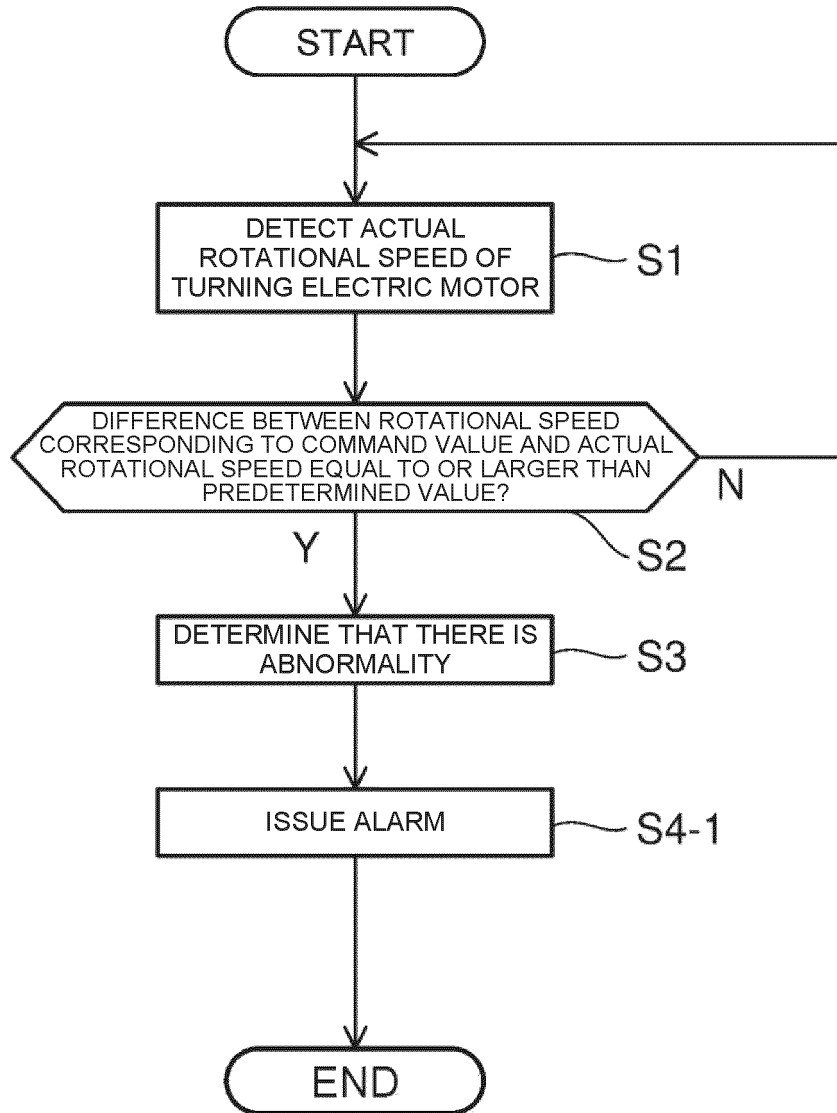 START
DETECT ACTUAL
ROTATIONAL SPEED OF
TURNING ELECTRIC MOTOR
S1
DIFFERENCE BETWEEN ROTATIONAL SPEED
CORRESPONDING TO COMMAND VALUE AND ACTUAL
ROTATIONAL SPEED EQUAL TO OR LARGER THAN
PREDETERMINED VALUE?
N
Y
S2
DETERMINE THAT THERE IS
ABNORMALITY
S3
ISSUE ALARM
S4-1
END